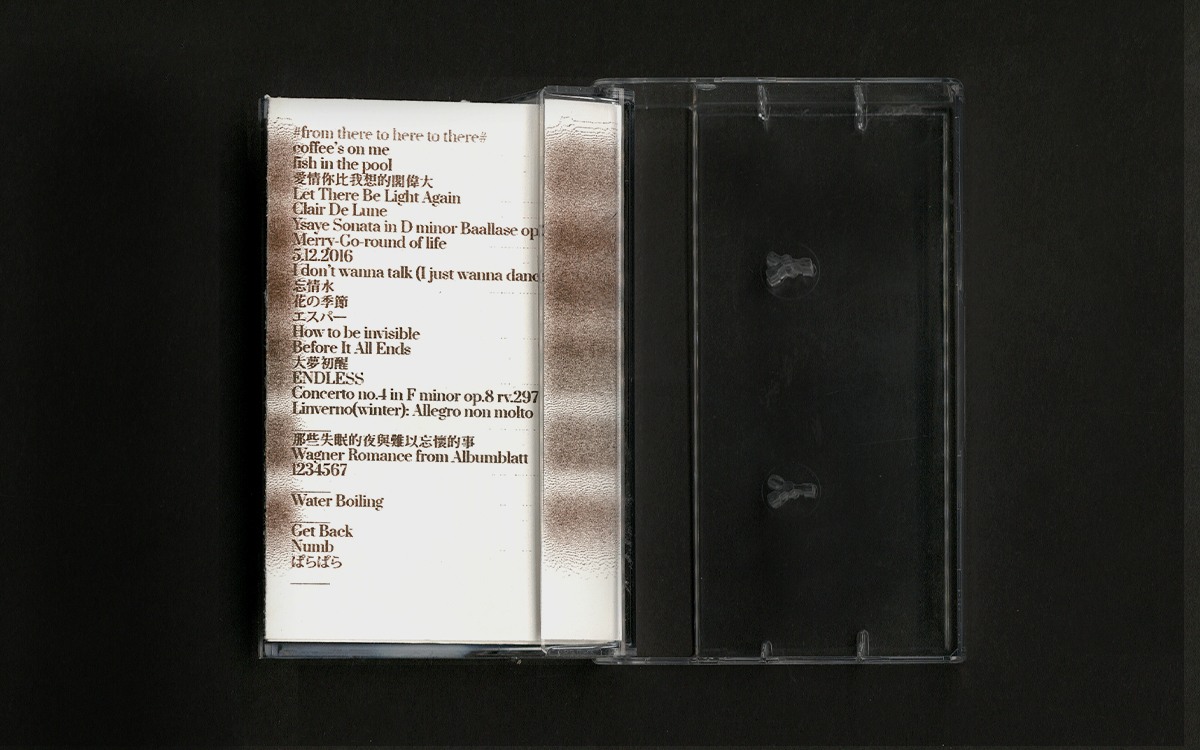 #from there to here to there#
coffee's on me
fish in the pool
愛情你比我想的閣偉大
Let There Be Light Again
Clair De Lune
Ysaye Sonata in D minor Baallase op
Merry-Go-round of life
5.12.2016
I don't wanna talk (I just wanna danc
忘情水
花の季節
エスパー
How to be invisible
Before It All Ends
大夢初醒
ENDLESS
Concerto no.4 in F minor op.8 rv.297
Linverno(winter): Allegro non molto
那些失眠的夜與難以忘懷的事
Wagner Romance from Albumblatt
1234567
Water Boiling
Get Back
Numb
ぱらぱら